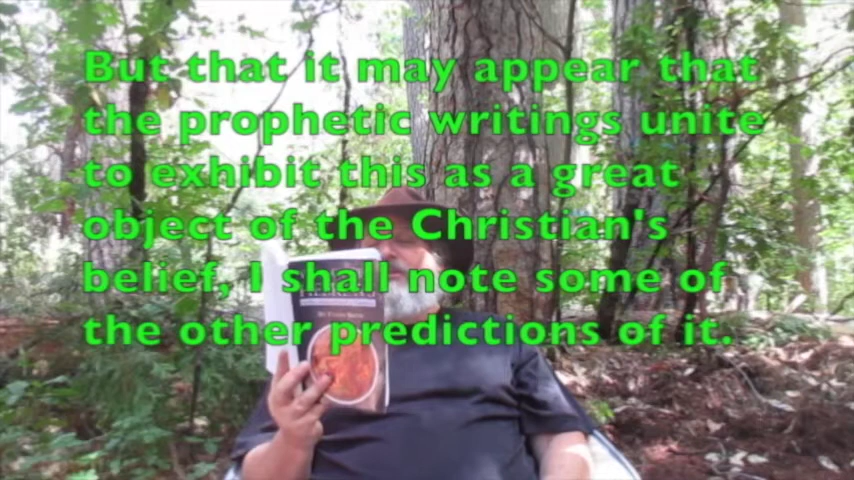 But that it may appear that
the prophetic writings unite
to exhibit this as a great
object of the Christian's
belief, I shall note some of
the other predictions of it.